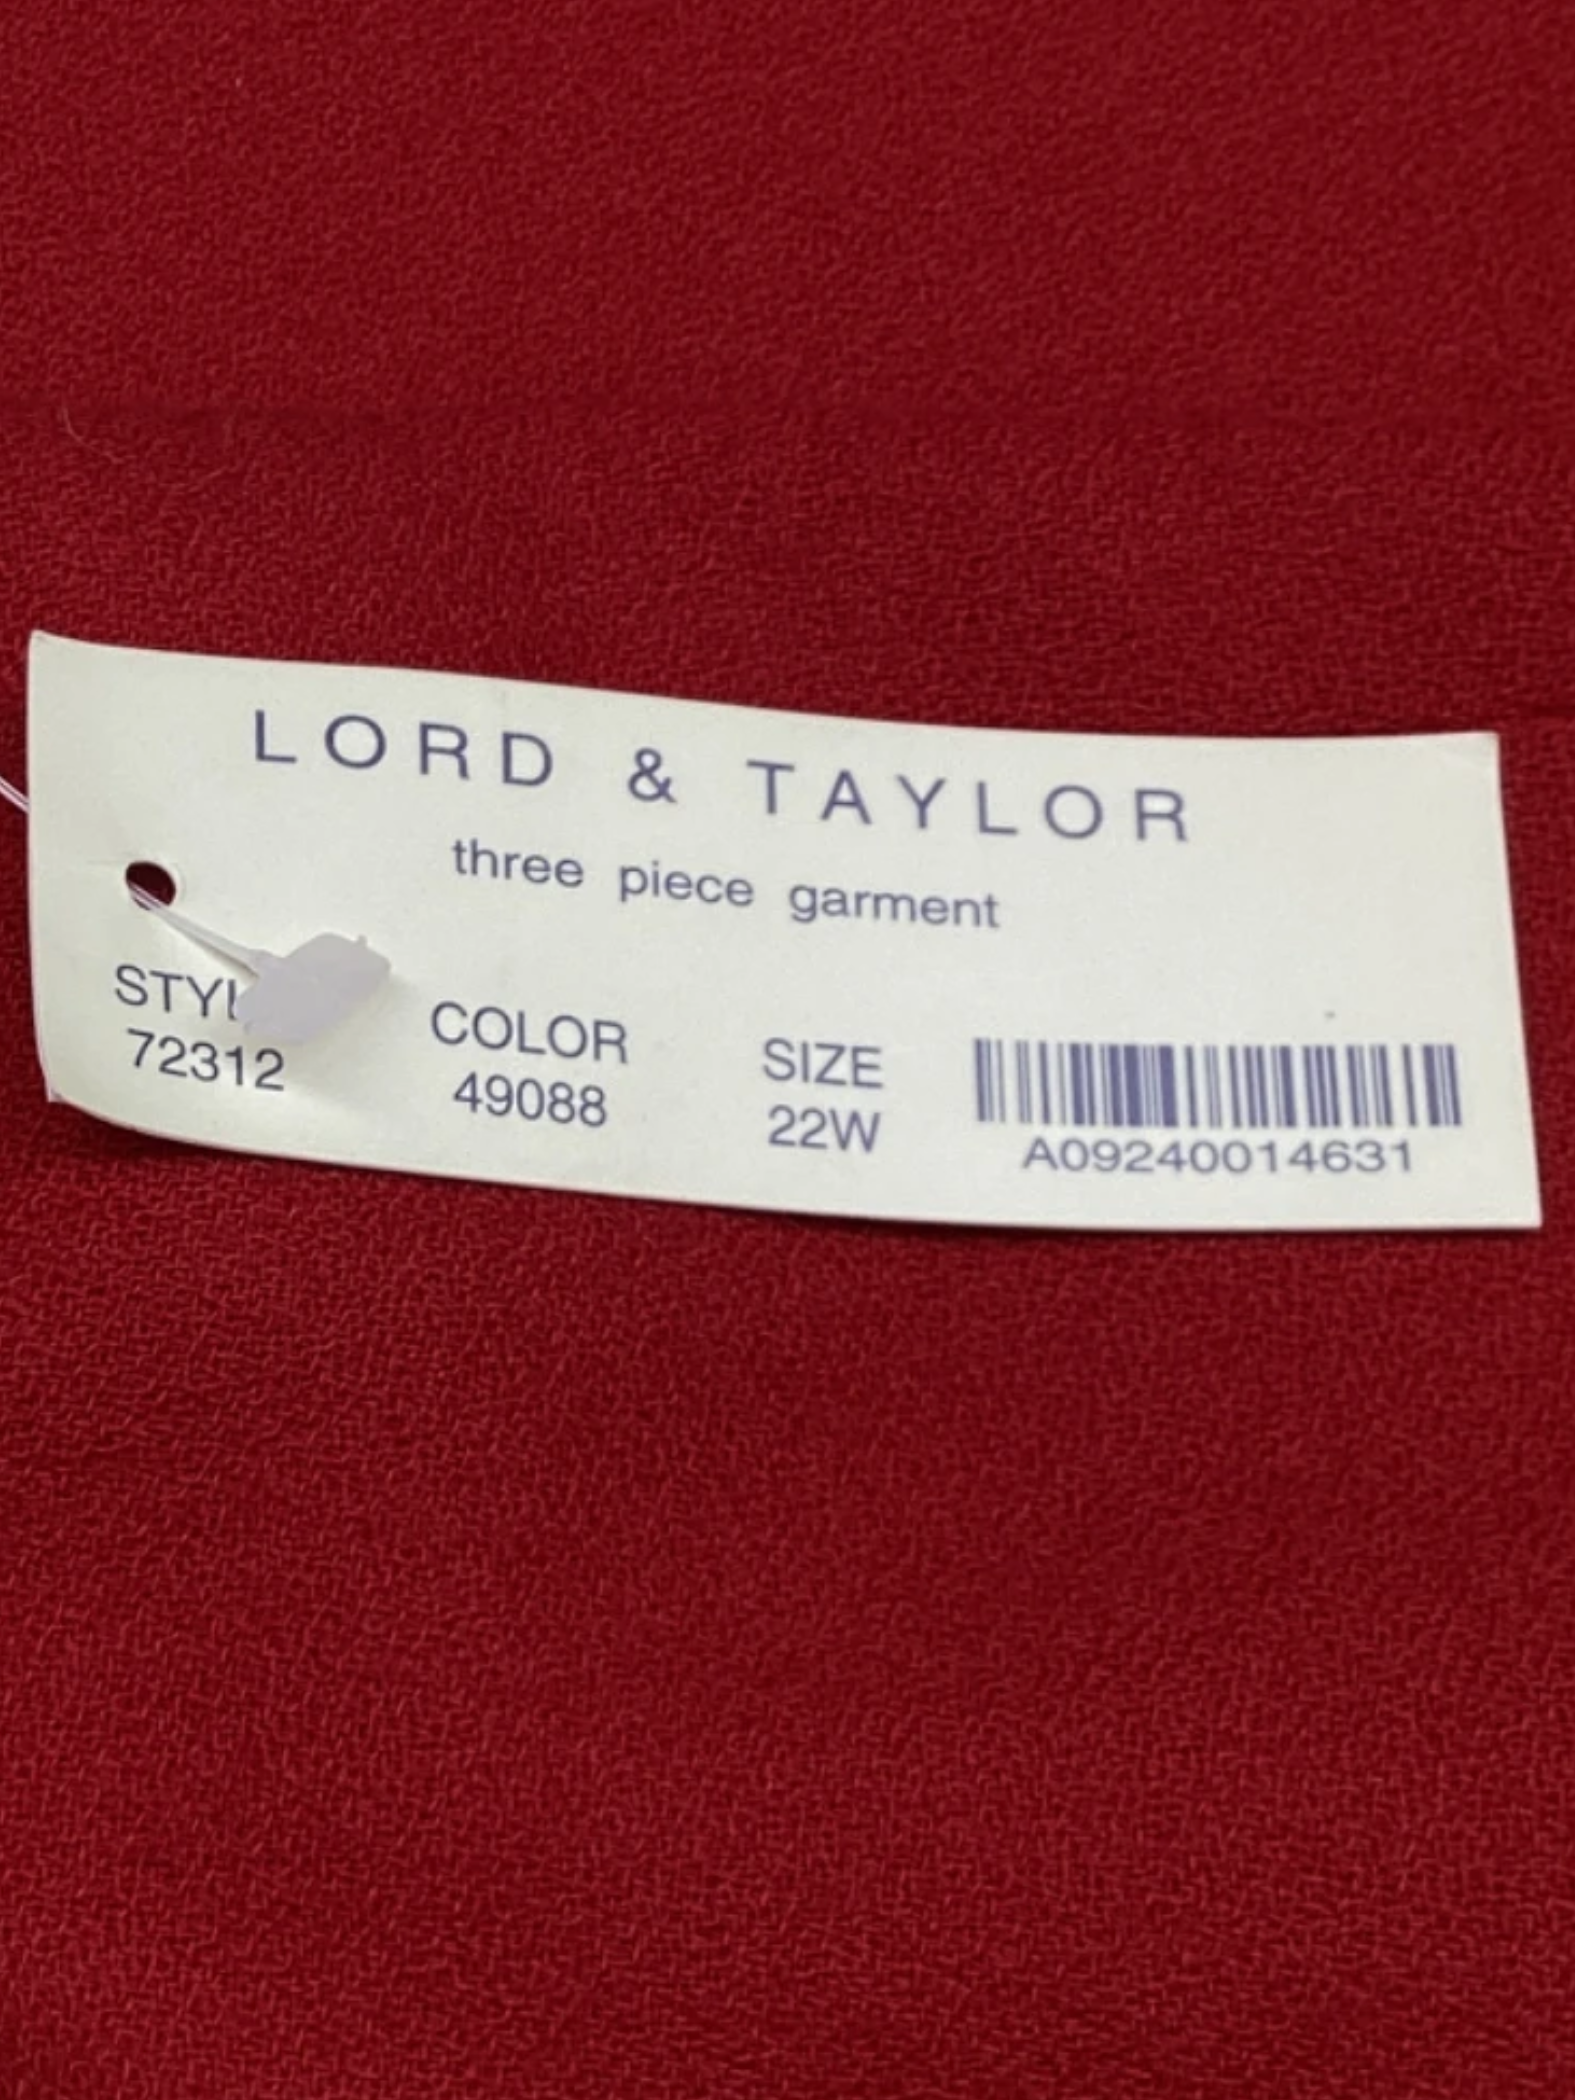 LORD & TAYLOR
three piece garment
COLOR SIZE
72312 49088 22W
A09240014631